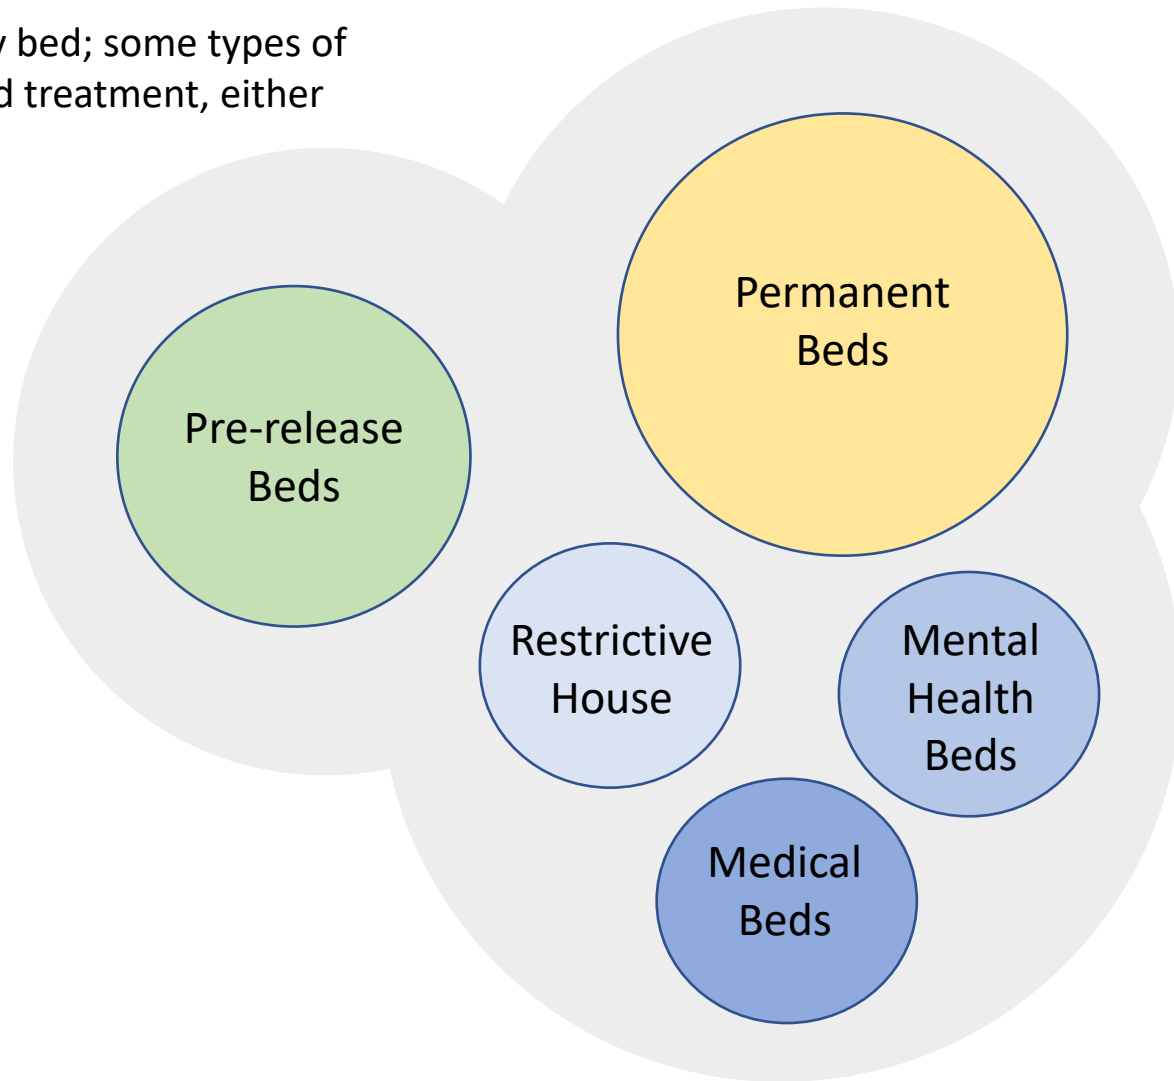 bed; some types of
treatment, either
Permanent
Beds
Pre-release
Beds
Restrictive
House
Mental
Health
Beds
Medical
Beds